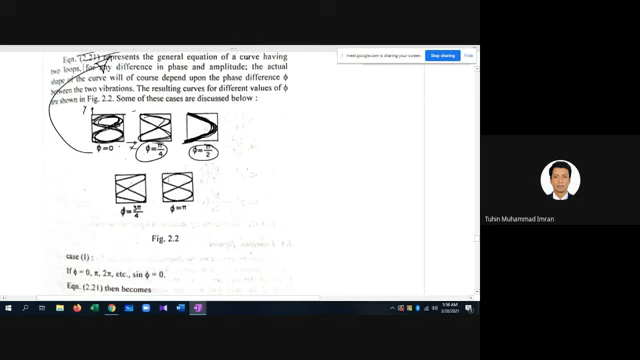 Eqn. (2.21) represents the general equation of a curve having
two loops, for any difference in phase and amplitude; the actual
shape of the curve will of course depend upon the phase difference ϕ
between the two vibrations. The resulting curves for different values of ϕ
are shown in Fig. 2.2. Some of these cases are discussed below :
y
x
ϕ=0
ϕ=π/4
ϕ=π/2
ϕ=3π/4
ϕ=π
Fig. 2.2
case (I) :
If ϕ = 0, π, 2π, etc., sin ϕ = 0.
Eqn. (2.21) then becomes
meet.google.com is sharing your screen.
Stop sharing
Hide
Tuhin Muhammad Imran
5:56 AM
2/20/2021